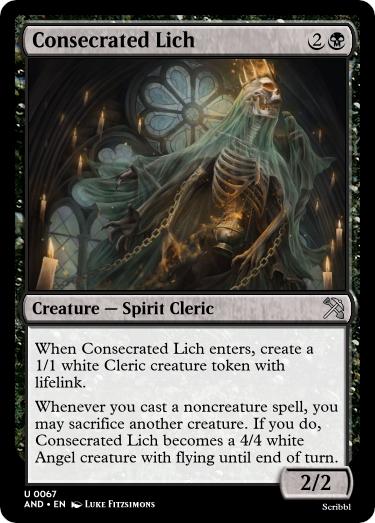 Consecrated Lich 2
Creature — Spirit Cleric
When Consecrated Lich enters, create a
1/1 white Cleric creature token with
lifelink.
Whenever you cast a noncreature spell, you
may sacrifice another creature. If you do,
Consecrated Lich becomes a 4/4 white
Angel creature with flying until end of turn.
2/2
U 0067
AND • EN Luke Fitzsimons
Scribbl